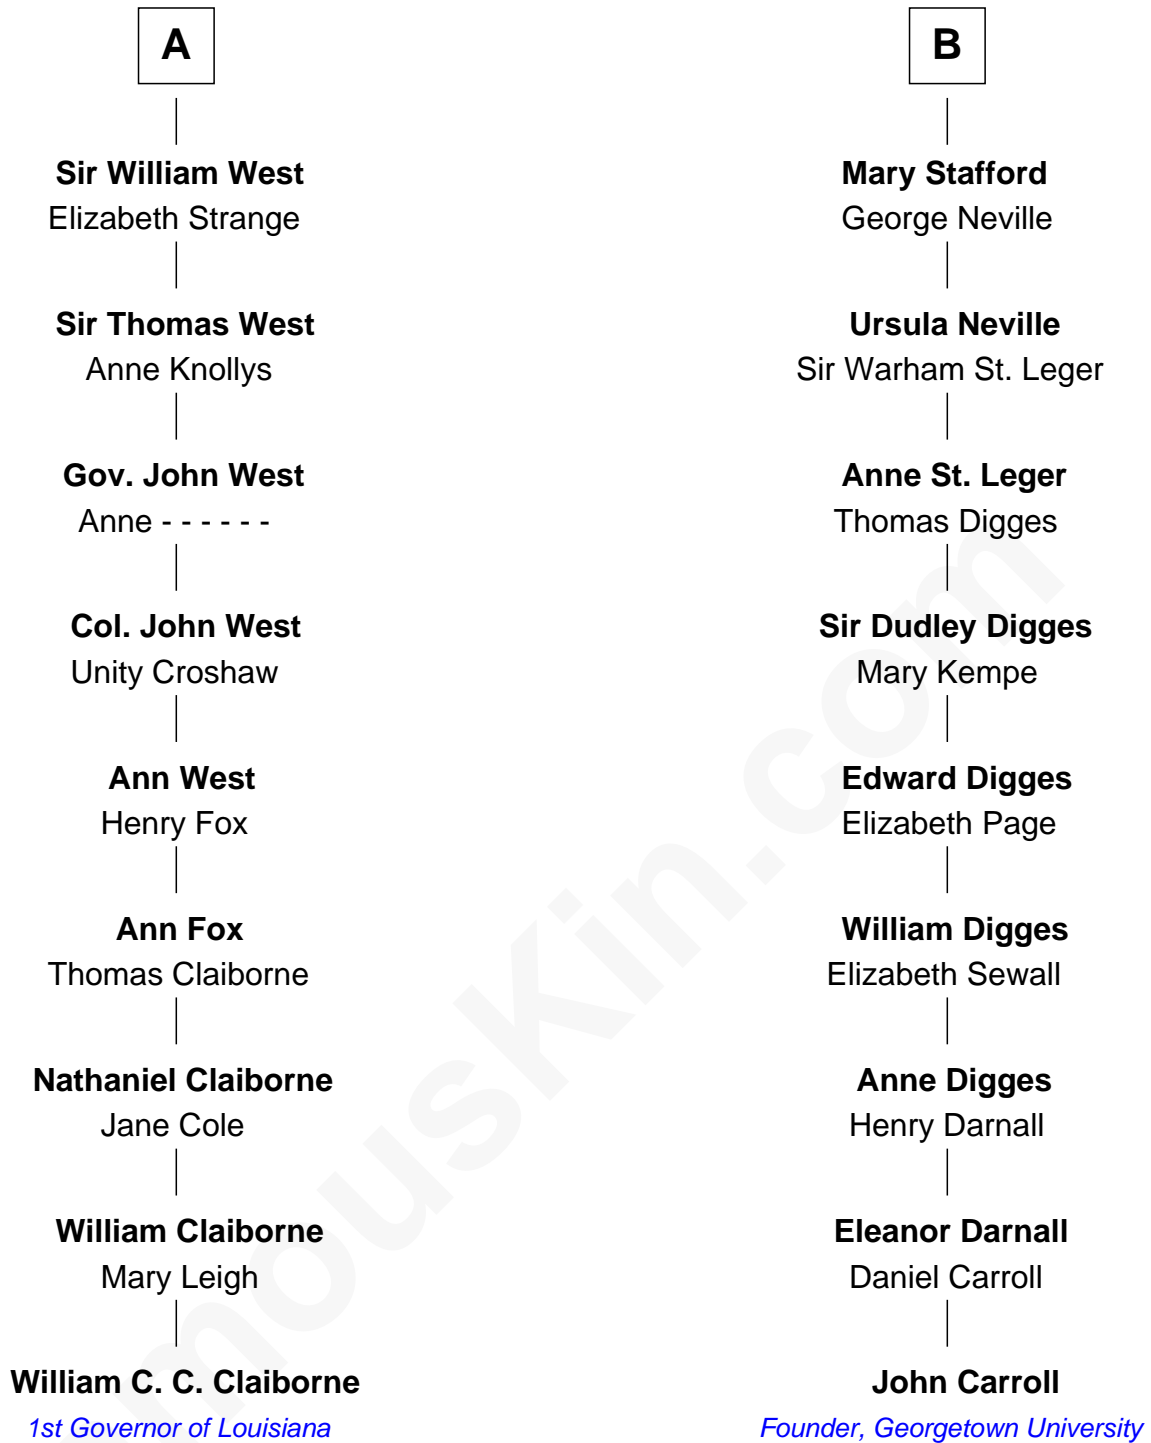 A
Sir William West
Elizabeth Strange
Sir Thomas West
Anne Knollys
Gov. John West
Anne - - - - - -
Col. John West
Unity Croshaw
Ann West
Henry Fox
Ann Fox
Thomas Claiborne
Nathaniel Claiborne
Jane Cole
William Claiborne
Mary Leigh
William C. C. Claiborne
1st Governor of Louisiana
B
Mary Stafford
George Neville
Ursula Neville
Sir Warham St. Leger
Anne St. Leger
Thomas Digges
Sir Dudley Digges
Mary Kempe
Edward Digges
Elizabeth Page
William Digges
Elizabeth Sewall
Anne Digges
Henry Darnall
Eleanor Darnall
Daniel Carroll
John Carroll
Founder, Georgetown University
mouskin.com